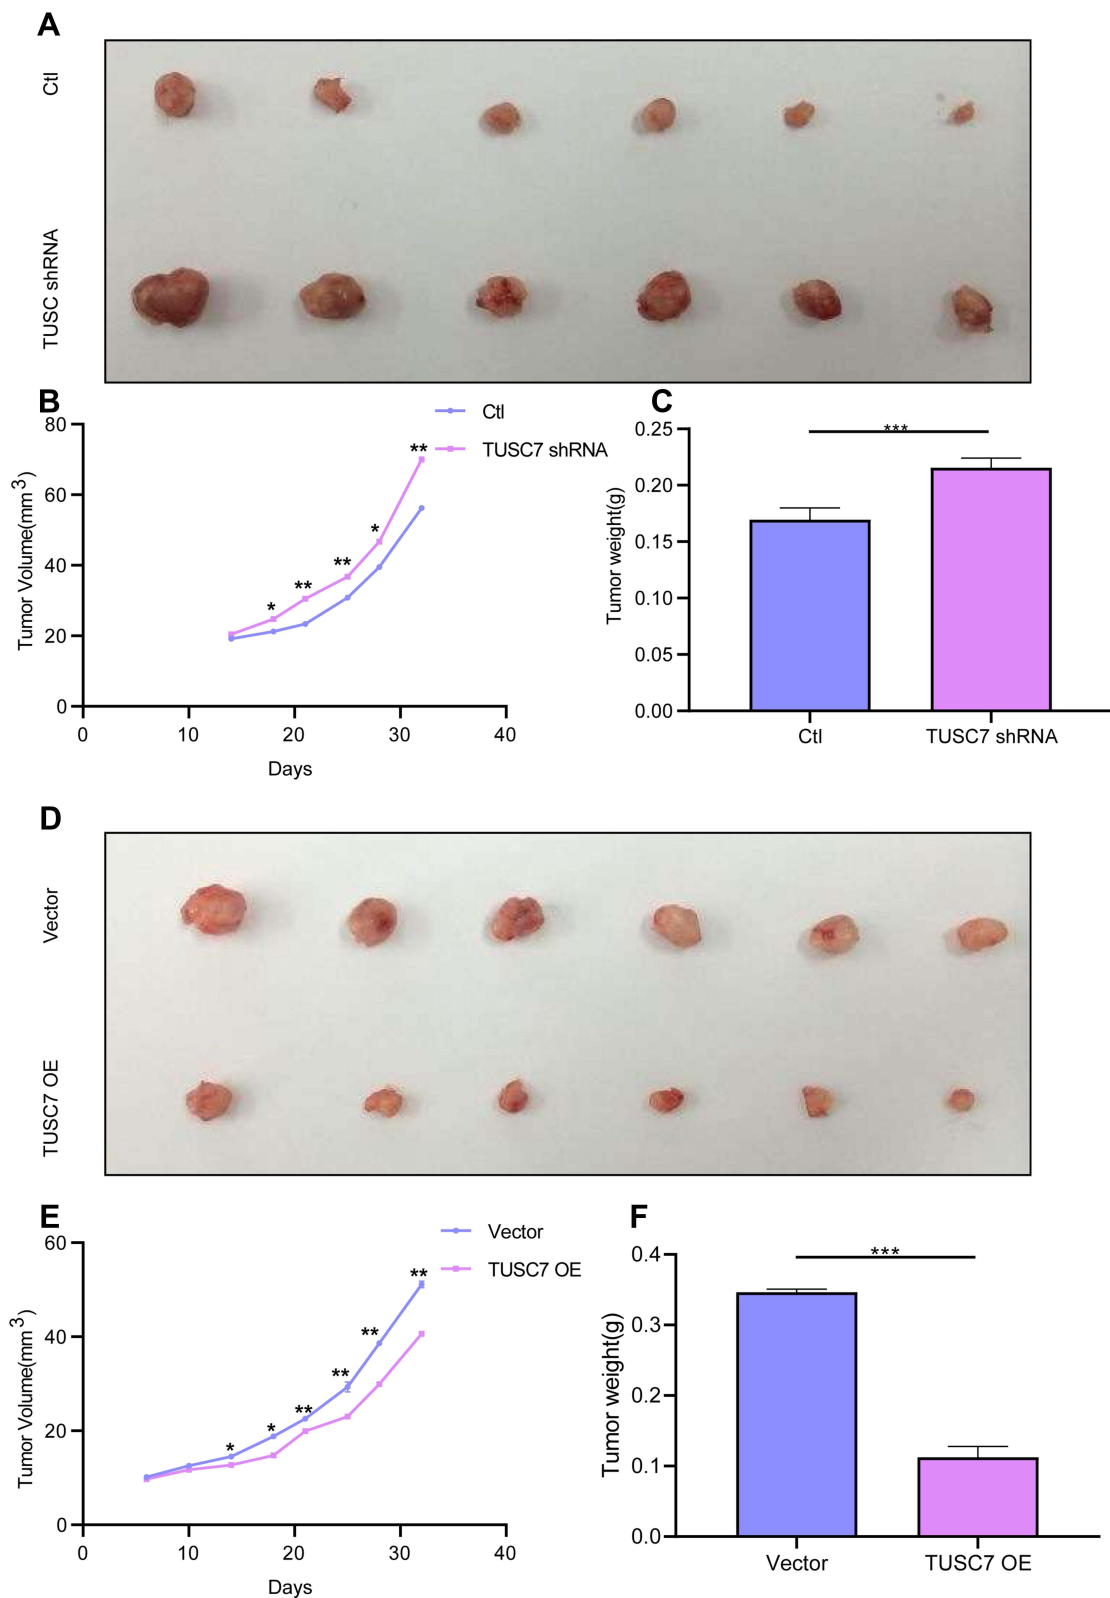 A
Ctl
TUSC shRNA
B
Ctl
TUSC7 shRNA
80
60
40
20
0
Tumor Volume(mm3)
*
**
**
*
**
0
10
20
30
40
Days
C
***
0.25
0.20
0.15
0.10
0.05
0.00
Tumor weight(g)
Ctl
TUSC7 shRNA
D
Vector
TUSC7 OE
E
Vector
TUSC7 OE
60
40
20
0
Tumor Volume(mm3)
*
*
**
**
**
**
0
10
20
30
40
Days
F
***
0.4
0.3
0.2
0.1
0.0
Tumor weight(g)
Vector
TUSC7 OE